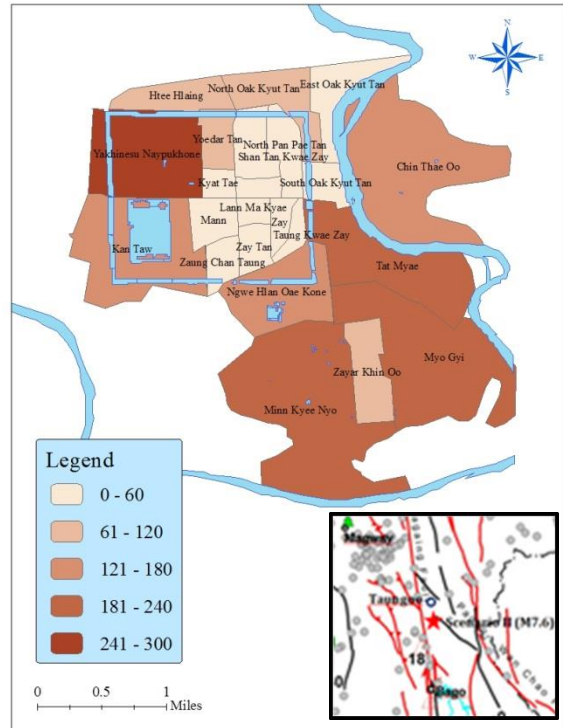 N
W E
S
East Oak Kyut Tan
North Oak Kyut Tan
Htee Hlaing
Yoedar Tan
North Pan Pae Tan
Shan Tan Kwae Zay
Yakhinesu Naypukhone
Chin Thae Oo
Kyat Tae
South Oak Kyut Tan
Lann Ma Kyae
Mann
Zay
Taung Kwae Zay
Kan Taw
Zay Tan
Zaung Chan Taung
Tat Myae
Ngwe Hlan Oae Kone
Myo Gyi
Zayar Khin Oo
Minn Kyee Nyo
Legend
0 - 60
61 - 120
121 - 180
181 - 240
241 - 300
0 0.5 1
Miles
Magway
Taunguo
Scenario II (M7.6)
18
Bago
0